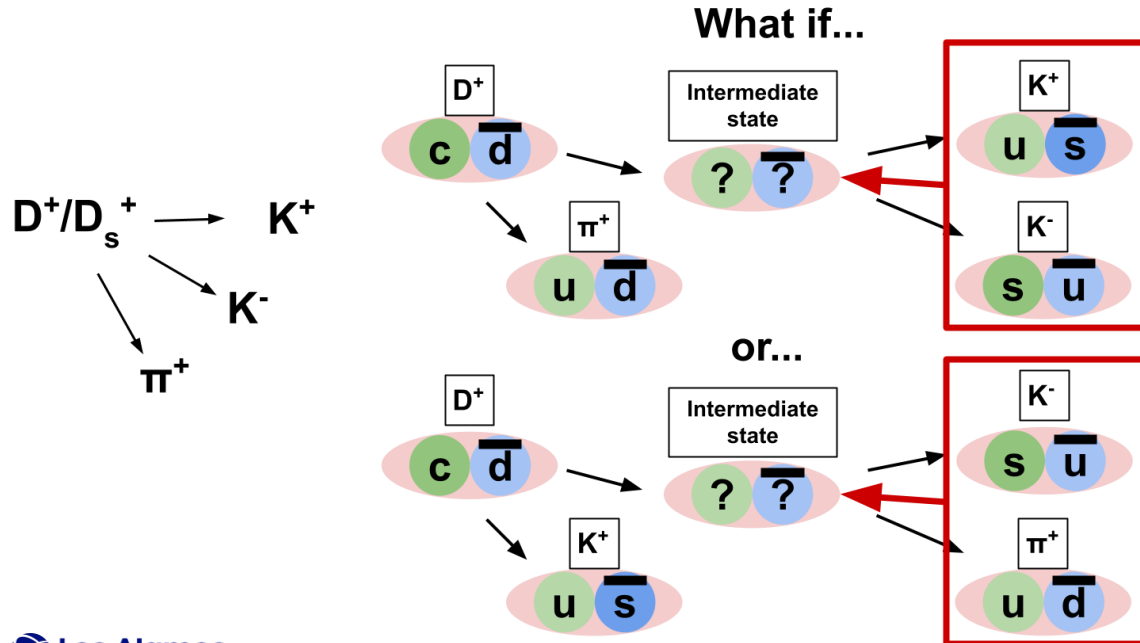 What if...
D⁺/Dₛ⁺
K⁺
K⁻
π⁺
D⁺
c d̅
Intermediate
state
? ?̅
π⁺
u d̅
K⁺
u s̅
K⁻
s u̅
or...
D⁺
c d̅
Intermediate
state
? ?̅
K⁺
u s̅
K⁻
s u̅
π⁺
u d̅